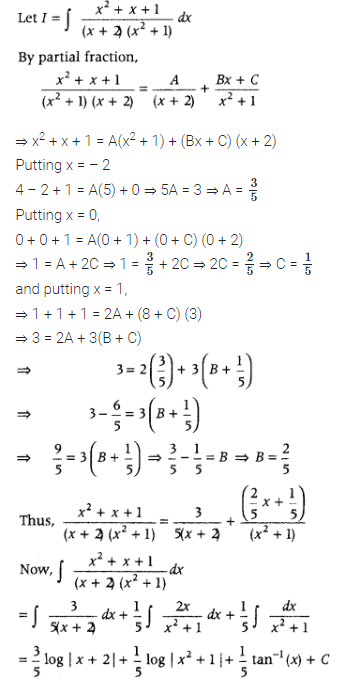 Let I = ∫ (x² + x + 1)/((x + 2) (x² + 1)) dx
By partial fraction,
(x² + x + 1)/((x² + 1) (x + 2)) = A/(x + 2) + (Bx + C)/(x² + 1)
⇒ x² + x + 1 = A(x² + 1) + (Bx + C) (x + 2)
Putting x = – 2
4 – 2 + 1 = A(5) + 0 ⇒ 5A = 3 ⇒ A = 3/5
Putting x = 0,
0 + 0 + 1 = A(0 + 1) + (0 + C) (0 + 2)
⇒ 1 = A + 2C ⇒ 1 = 3/5 + 2C ⇒ 2C = 2/5 ⇒ C = 1/5
and putting x = 1,
⇒ 1 + 1 + 1 = 2A + (8 + C) (3)
⇒ 3 = 2A + 3(B + C)
⇒ 3 = 2(3/5) + 3(B + 1/5)
⇒ 3 – 6/5 = 3(B + 1/5)
⇒ 9/5 = 3(B + 1/5) ⇒ 3/5 – 1/5 = B ⇒ B = 2/5
Thus, (x² + x + 1)/((x + 2) (x² + 1)) = 3/(5(x + 2)) + (2/5 x + 1/5)/(x² + 1)
Now, ∫ (x² + x + 1)/((x + 2) (x² + 1)) dx
= ∫ 3/(5(x + 2)) dx + 1/5 ∫ 2x/(x² + 1) dx + 1/5 ∫ dx/(x² + 1)
= 3/5 log | x + 2| + 1/5 log | x² + 1 | + 1/5 tan⁻¹ (x) + C